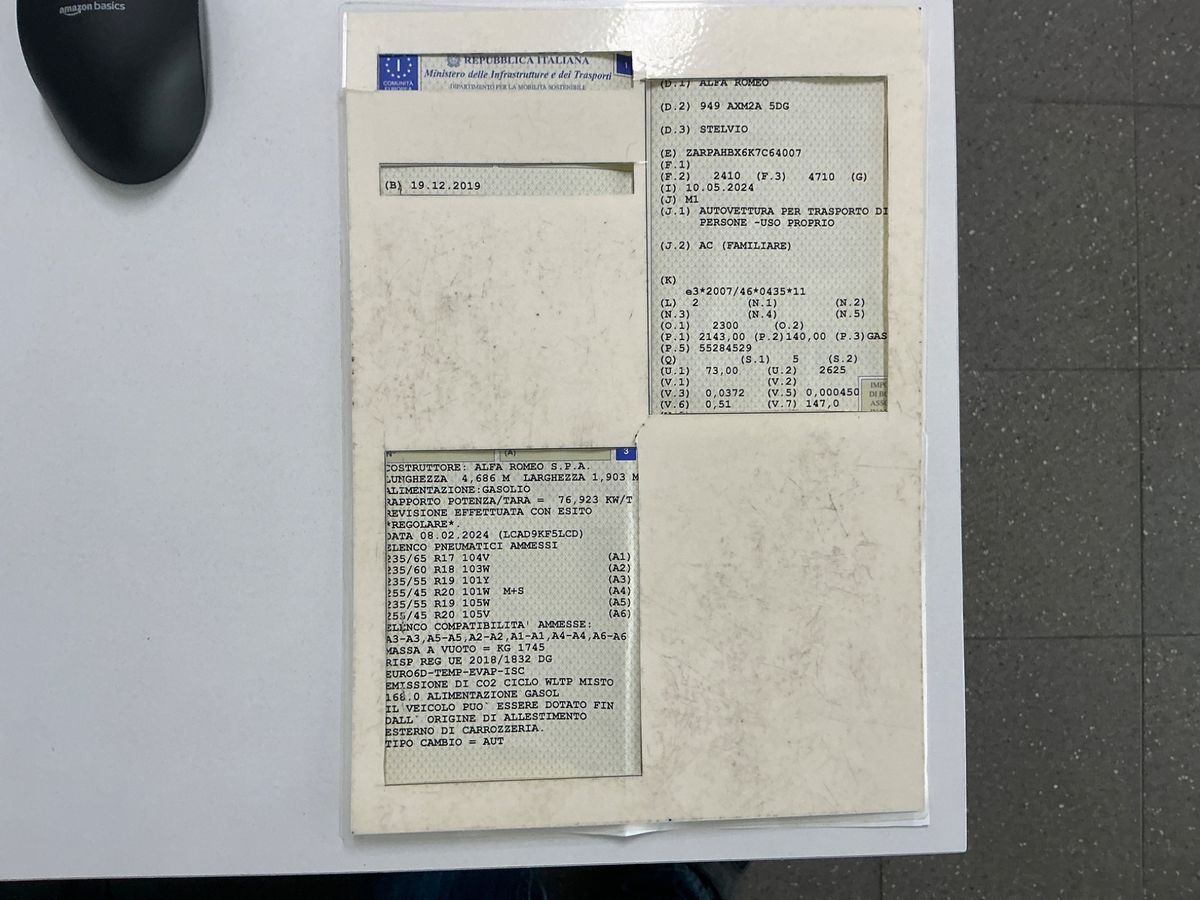 amazon basics
REPUBBLICA ITALIANA
Ministero delle Infrastrutture e dei Trasporti
DIPARTIMENTO PER LA MOBILITÀ SOSTENIBILE
COMUNITÀ
EUROPEA
1
(B) 19.12.2019
(D.1) ALFA ROMEO
(D.2) 949 AXM2A 5DG
(D.3) STELVIO
(E) ZARPAHBX6K7C64007
(F.1)
(F.2) 2410 (F.3) 4710 (G)
(I) 10.05.2024
(J) M1
(J.1) AUTOVETTURA PER TRASPORTO DI
PERSONE -USO PROPRIO
(J.2) AC (FAMILIARE)
(K)
e3*2007/46*0435*11
(L) 2 (N.1) (N.2)
(N.3) (N.4) (N.5)
(O.1) 2300 (O.2)
(P.1) 2143,00 (P.2)140,00 (P.3)GAS
(P.5) 55284529
(Q) (S.1) 5 (S.2)
(U.1) 73,00 (U.2) 2625
(V.1) (V.2)
(V.3) 0,0372 (V.5) 0,000450
(V.6) 0,51 (V.7) 147,0
IMPO
DI BO
ASSO
(A)
3
COSTRUTTORE: ALFA ROMEO S.P.A.
LUNGHEZZA 4,686 M LARGHEZZA 1,903 M
ALIMENTAZIONE:GASOLIO
RAPPORTO POTENZA/TARA = 76,923 KW/T
REVISIONE EFFETTUATA CON ESITO
*REGOLARE*.
DATA 08.02.2024 (LCAD9KF5LCD)
ELENCO PNEUMATICI AMMESSI
235/65 R17 104V (A1)
235/60 R18 103W (A2)
235/55 R19 101Y (A3)
255/45 R20 101W M+S (A4)
235/55 R19 105W (A5)
255/45 R20 105V (A6)
ELENCO COMPATIBILITA' AMMESSE:
A3-A3,A5-A5,A2-A2,A1-A1,A4-A4,A6-A6
MASSA A VUOTO = KG 1745
RISP REG UE 2018/1832 DG
EURO6D-TEMP-EVAP-ISC
EMISSIONE DI CO2 CICLO WLTP MISTO
168.0 ALIMENTAZIONE GASOL
IL VEICOLO PUO` ESSERE DOTATO FIN
DALL` ORIGINE DI ALLESTIMENTO
ESTERNO DI CARROZZERIA.
TIPO CAMBIO = AUT